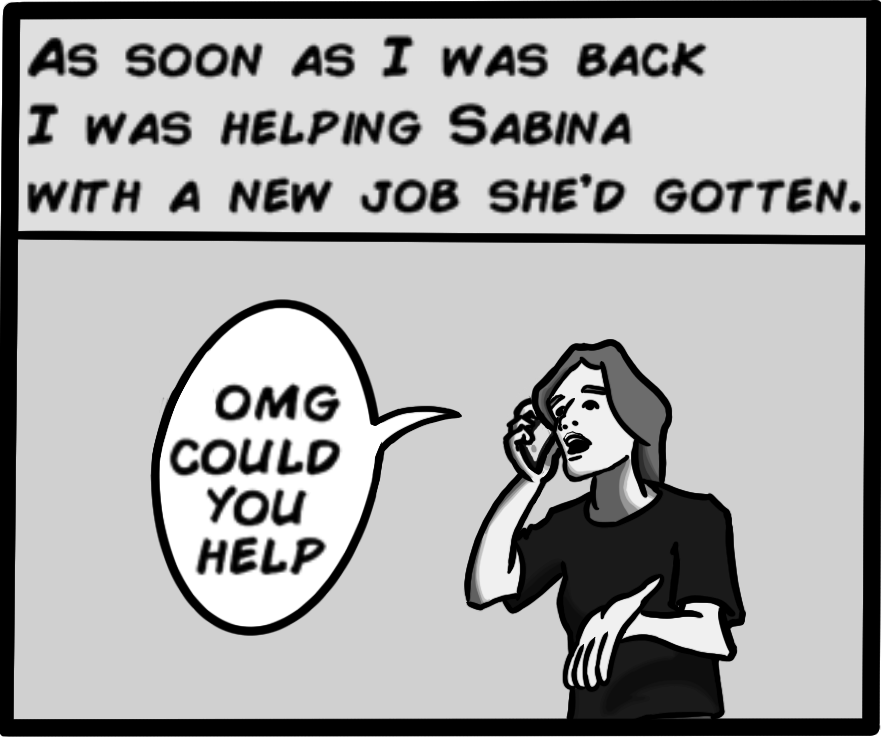 As soon as I was back
I was helping Sabina
with a new job she'd gotten.
OMG
COULD
YOU
HELP